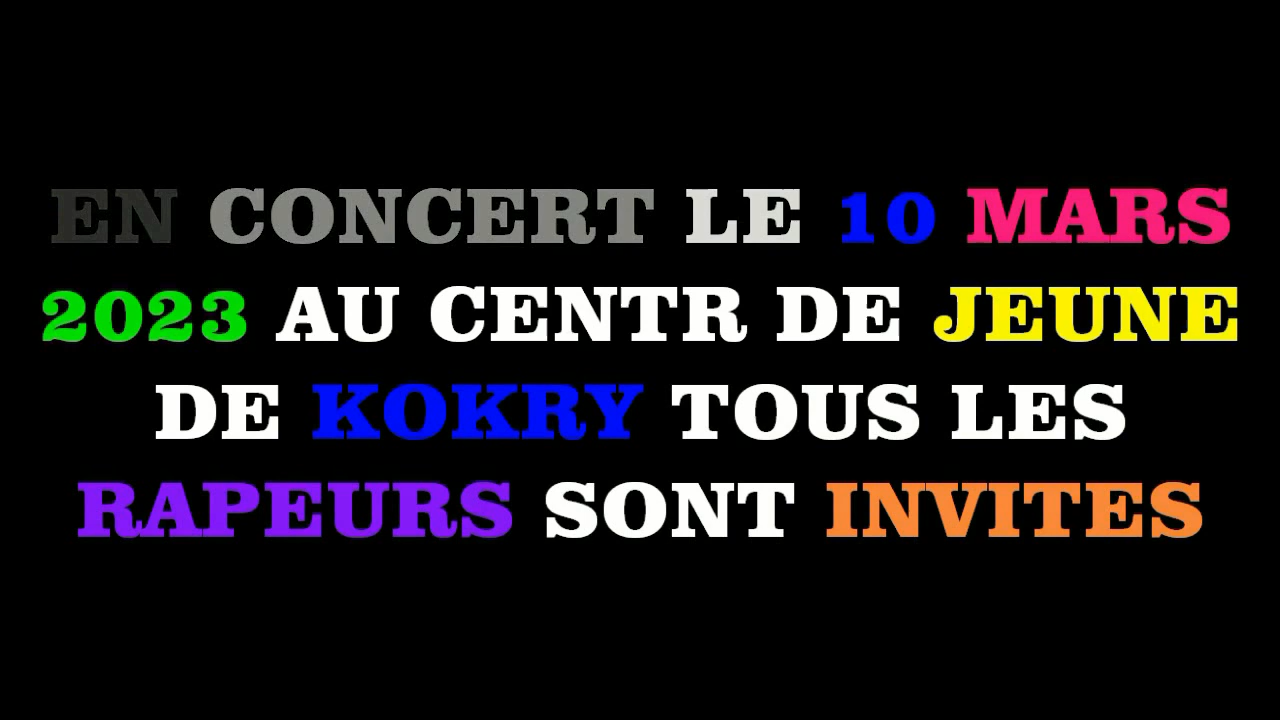 EN CONCERT LE 10 MARS
2023 AU CENTR DE JEUNE
DE KOKRY TOUS LES
RAPEURS SONT INVITES